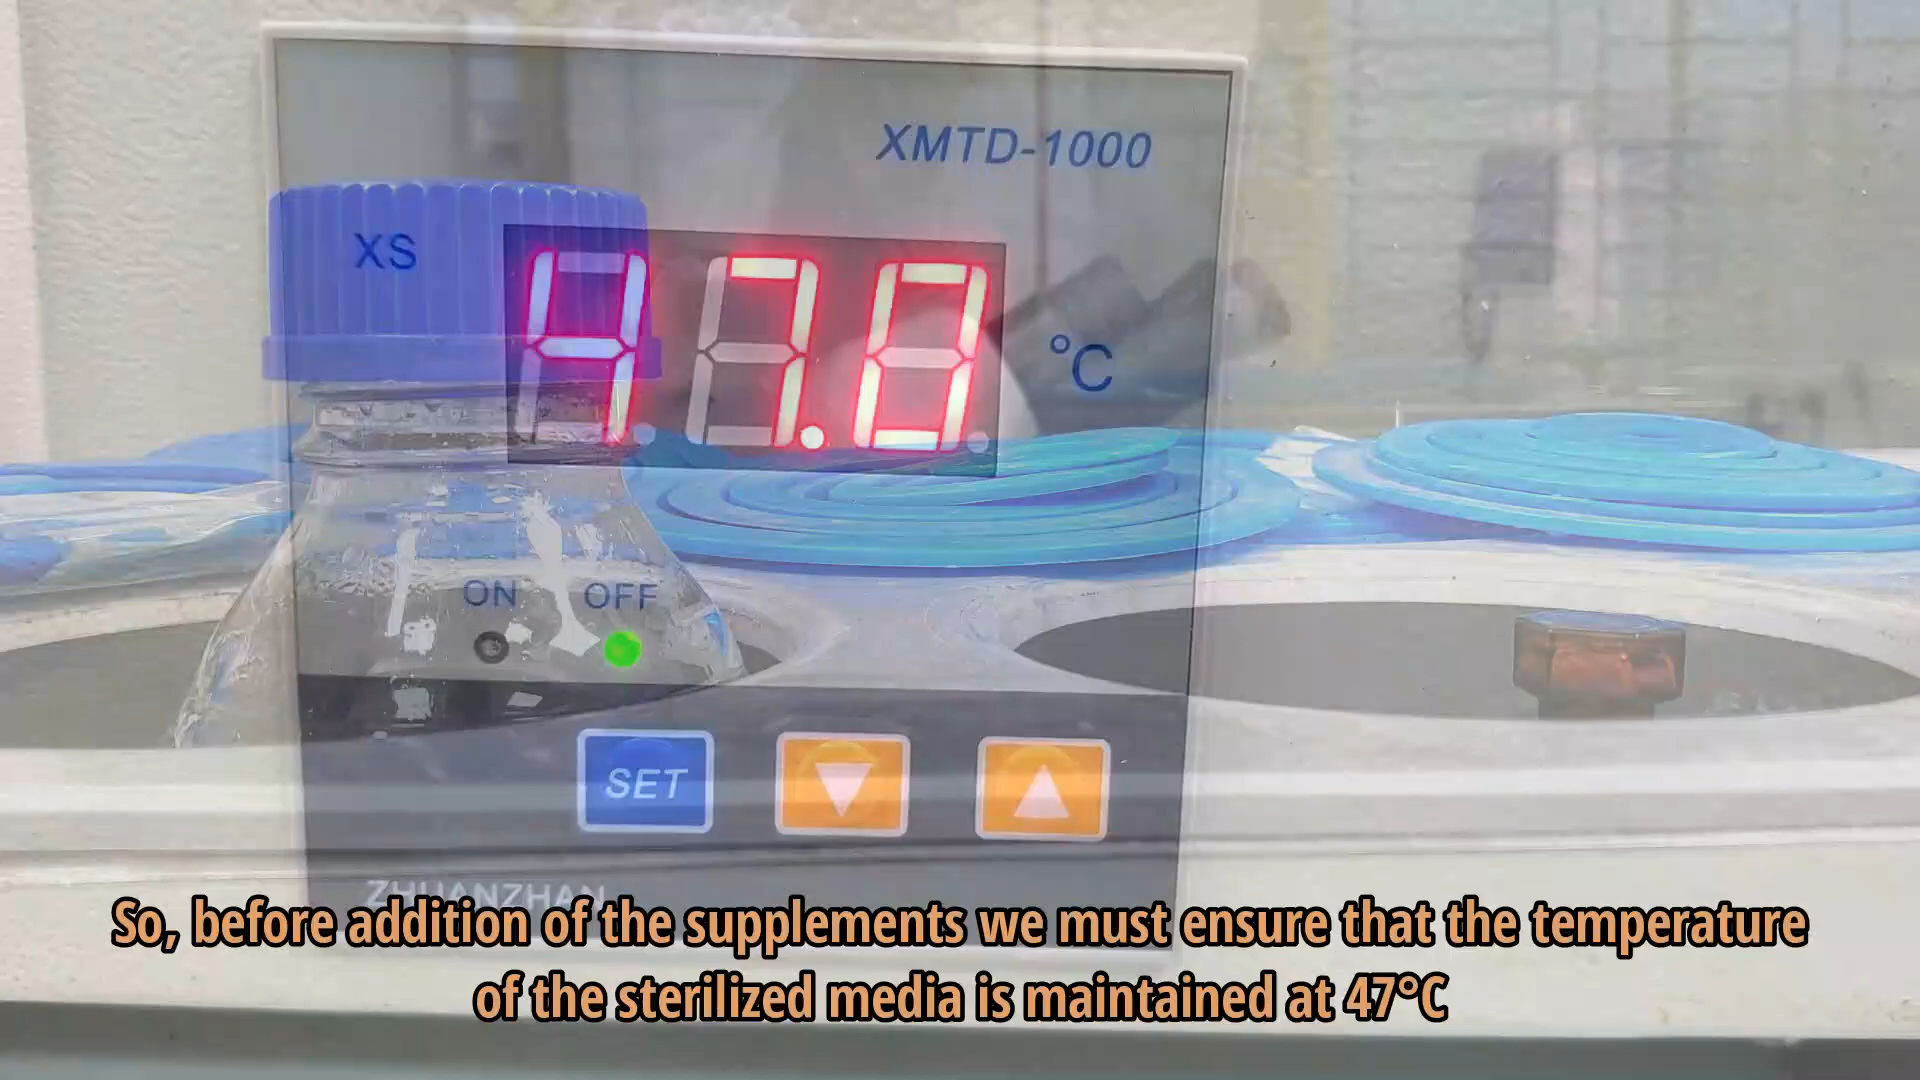 XMTD-1000
XS
47.0
°C
ON OFF
SET
ZHUANZHAN
So, before addition of the supplements we must ensure that the temperature
of the sterilized media is maintained at 47°C